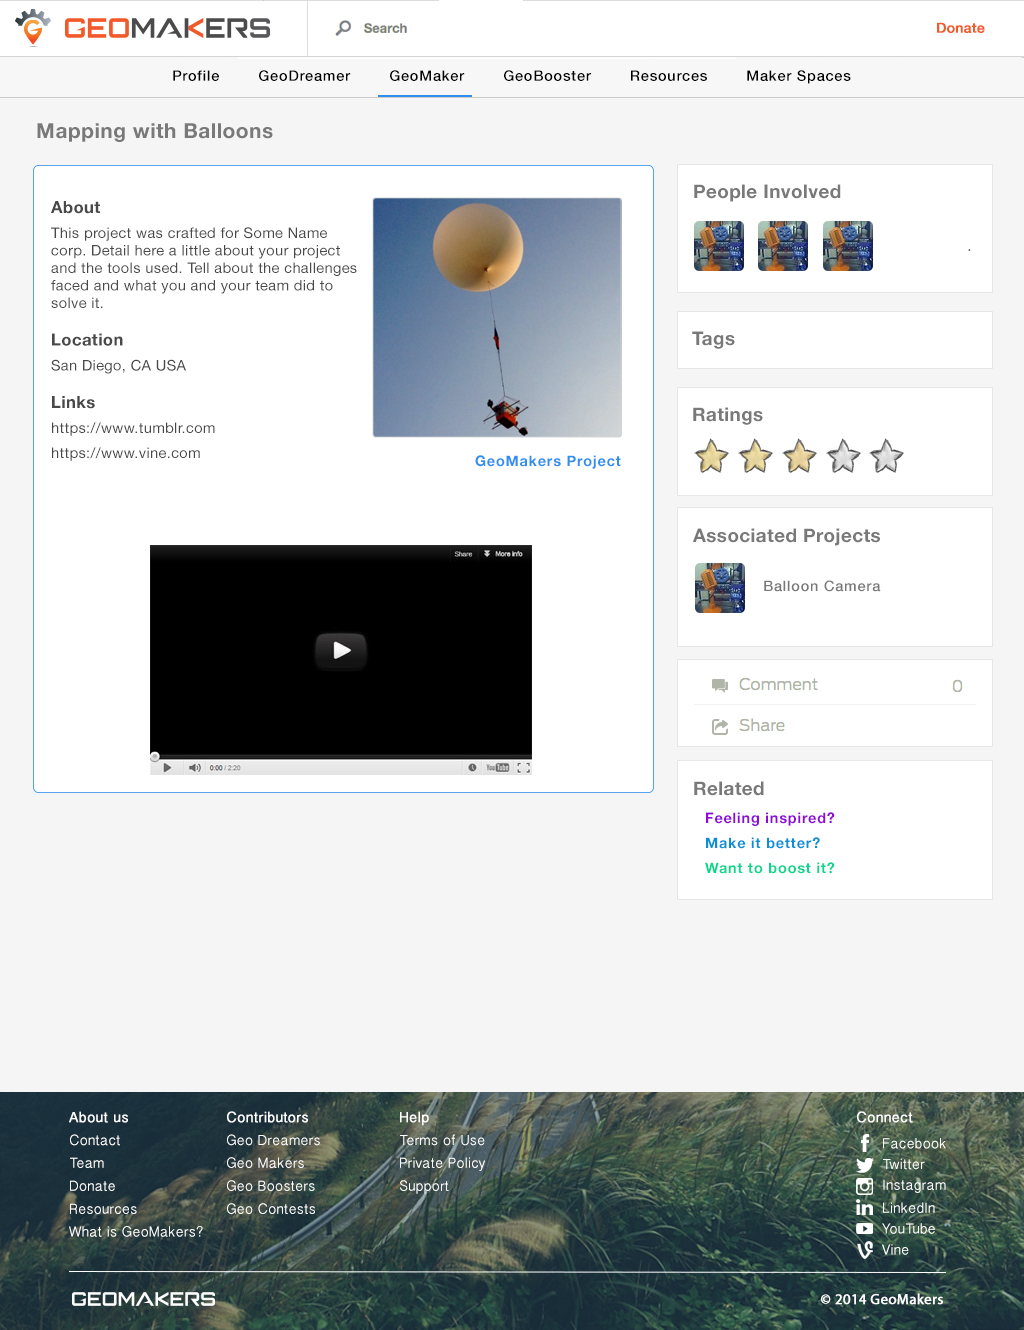 GEOMAKERS
Search
Donate
Profile
GeoDreamer
GeoMaker
GeoBooster
Resources
Maker Spaces
Mapping with Balloons
About
This project was crafted for Some Name
corp. Detail here a little about your project
and the tools used. Tell about the challenges
faced and what you and your team did to
solve it.
Location
San Diego, CA USA
Links
https://www.tumblr.com
https://www.vine.com
GeoMakers Project
Share
More info
0:00 / 2:20
YouTube
People Involved
Tags
Ratings
Associated Projects
Balloon Camera
Comment 0
Share
Related
Feeling inspired?
Make it better?
Want to boost it?
About us
Contact
Team
Donate
Resources
What is GeoMakers?
Contributors
Geo Dreamers
Geo Makers
Geo Boosters
Geo Contests
Help
Terms of Use
Private Policy
Support
Connect
Facebook
Twitter
Instagram
LinkedIn
YouTube
Vine
GEOMAKERS
© 2014 GeoMakers